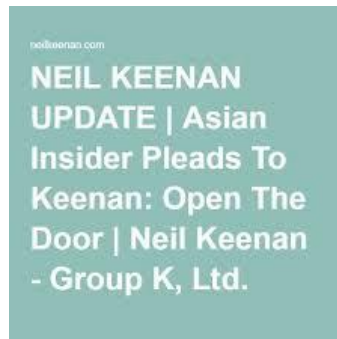 neilkeenan.com
NEIL KEENAN
UPDATE | Asian
Insider Pleads To
Keenan: Open The
Door | Neil Keenan
- Group K, Ltd.